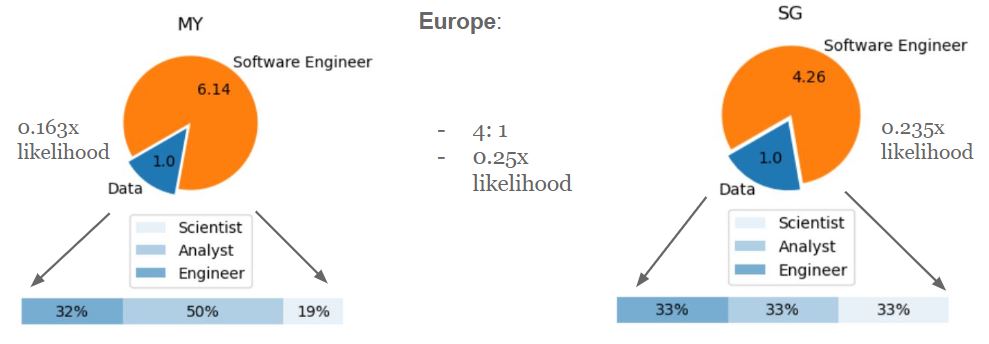 MY
Software Engineer
6.14
1.0
Data
0.163x
likelihood
Scientist
Analyst
Engineer
32% 50% 19%
Europe:
- 4: 1
- 0.25x
likelihood
SG
Software Engineer
4.26
1.0
Data
0.235x
likelihood
Scientist
Analyst
Engineer
33% 33% 33%